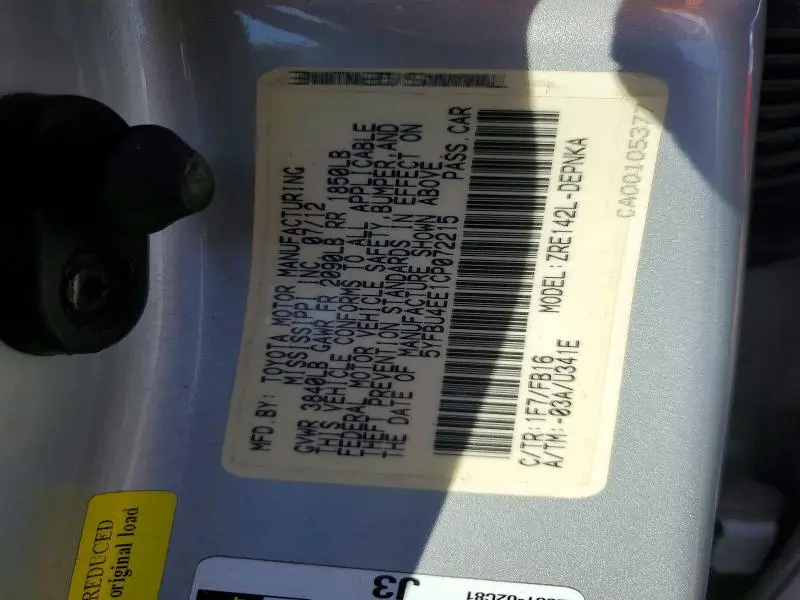 MFD.BY: TOYOTA MOTOR MANUFACTURING
MISSISSIPPI, INC. 07/12
GVWR 3840LB GAWR FR 2090LB RR 1850LB
THIS VEHICLE CONFORMS TO ALL APPLICABLE
FEDERAL MOTOR VEHICLE SAFETY, BUMPER, AND
THEFT PREVENTION STANDARDS IN EFFECT ON
THE DATE OF MANUFACTURE SHOWN ABOVE.
5YFBU4EE1CP072215 PASS.CAR
C/TR:1F7/FB16 MODEL:ZRE142L-DEPNKA
A/TM:-03A/U341E
CA00105377
REDUCED
original load
J3
02C81